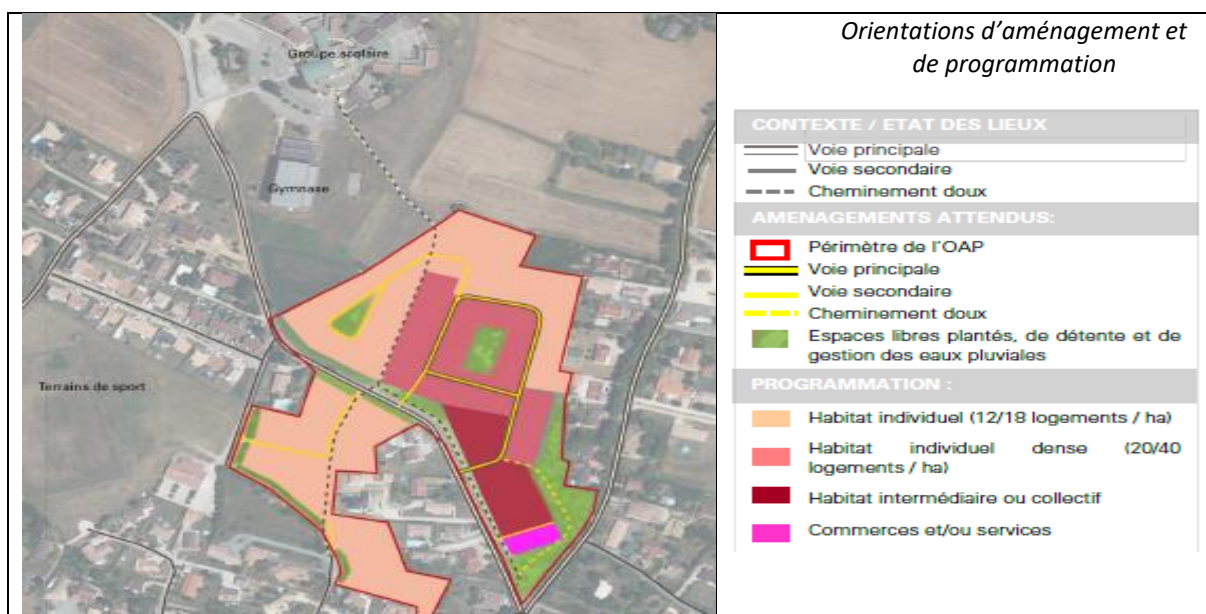 Orientations d'aménagement et
de programmation
Groupe scolaire
Gymnase
Terrains de sport
CONTEXTE / ETAT DES LIEUX
Voie principale
Voie secondaire
Cheminement doux
AMENAGEMENTS ATTENDUS:
Périmètre de l'OAP
Voie principale
Voie secondaire
Cheminement doux
Espaces libres plantés, de détente et de
gestion des eaux pluviales
PROGRAMMATION :
Habitat individuel (12/18 logements / ha)
Habitat individuel dense (20/40
logements / ha)
Habitat intermédiaire ou collectif
Commerces et/ou services